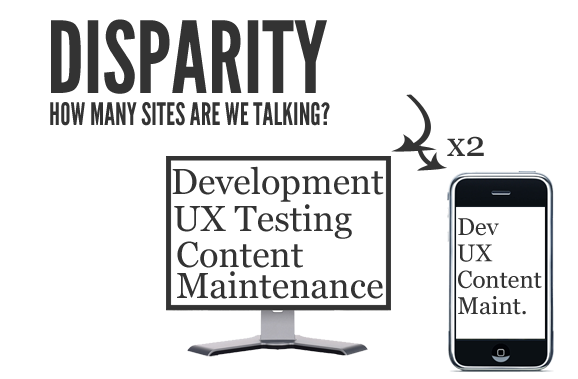 DISPARITY
HOW MANY SITES ARE WE TALKING?
x2
Development
UX Testing
Content
Maintenance
Dev
UX
Content
Maint.